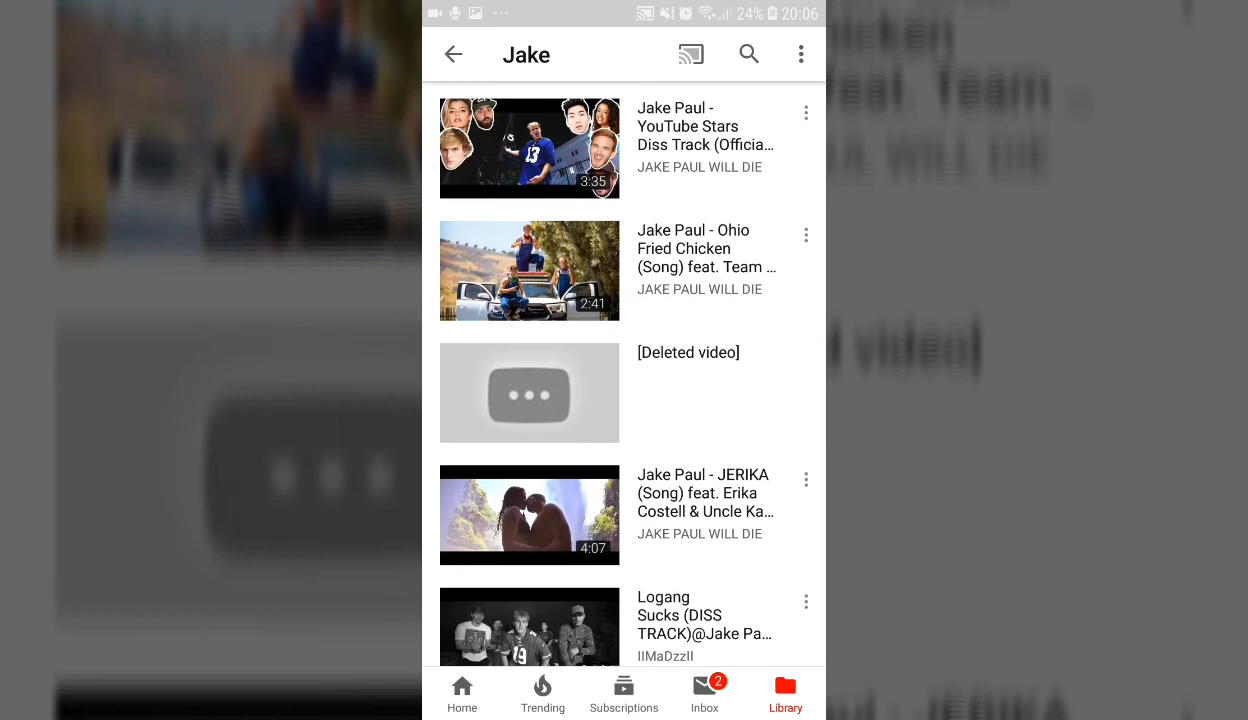 24% 20:06
Jake
Jake Paul -
YouTube Stars
Diss Track (Officia...
JAKE PAUL WILL DIE
13
3:35
Jake Paul - Ohio
Fried Chicken
(Song) feat. Team ...
JAKE PAUL WILL DIE
2:41
[Deleted video]
Jake Paul - JERIKA
(Song) feat. Erika
Costell & Uncle Ka...
JAKE PAUL WILL DIE
4:07
Logang
Sucks (DISS
TRACK)@Jake Pa...
IIMaDzzII
19
2
Home
Trending
Subscriptions
Inbox
Library